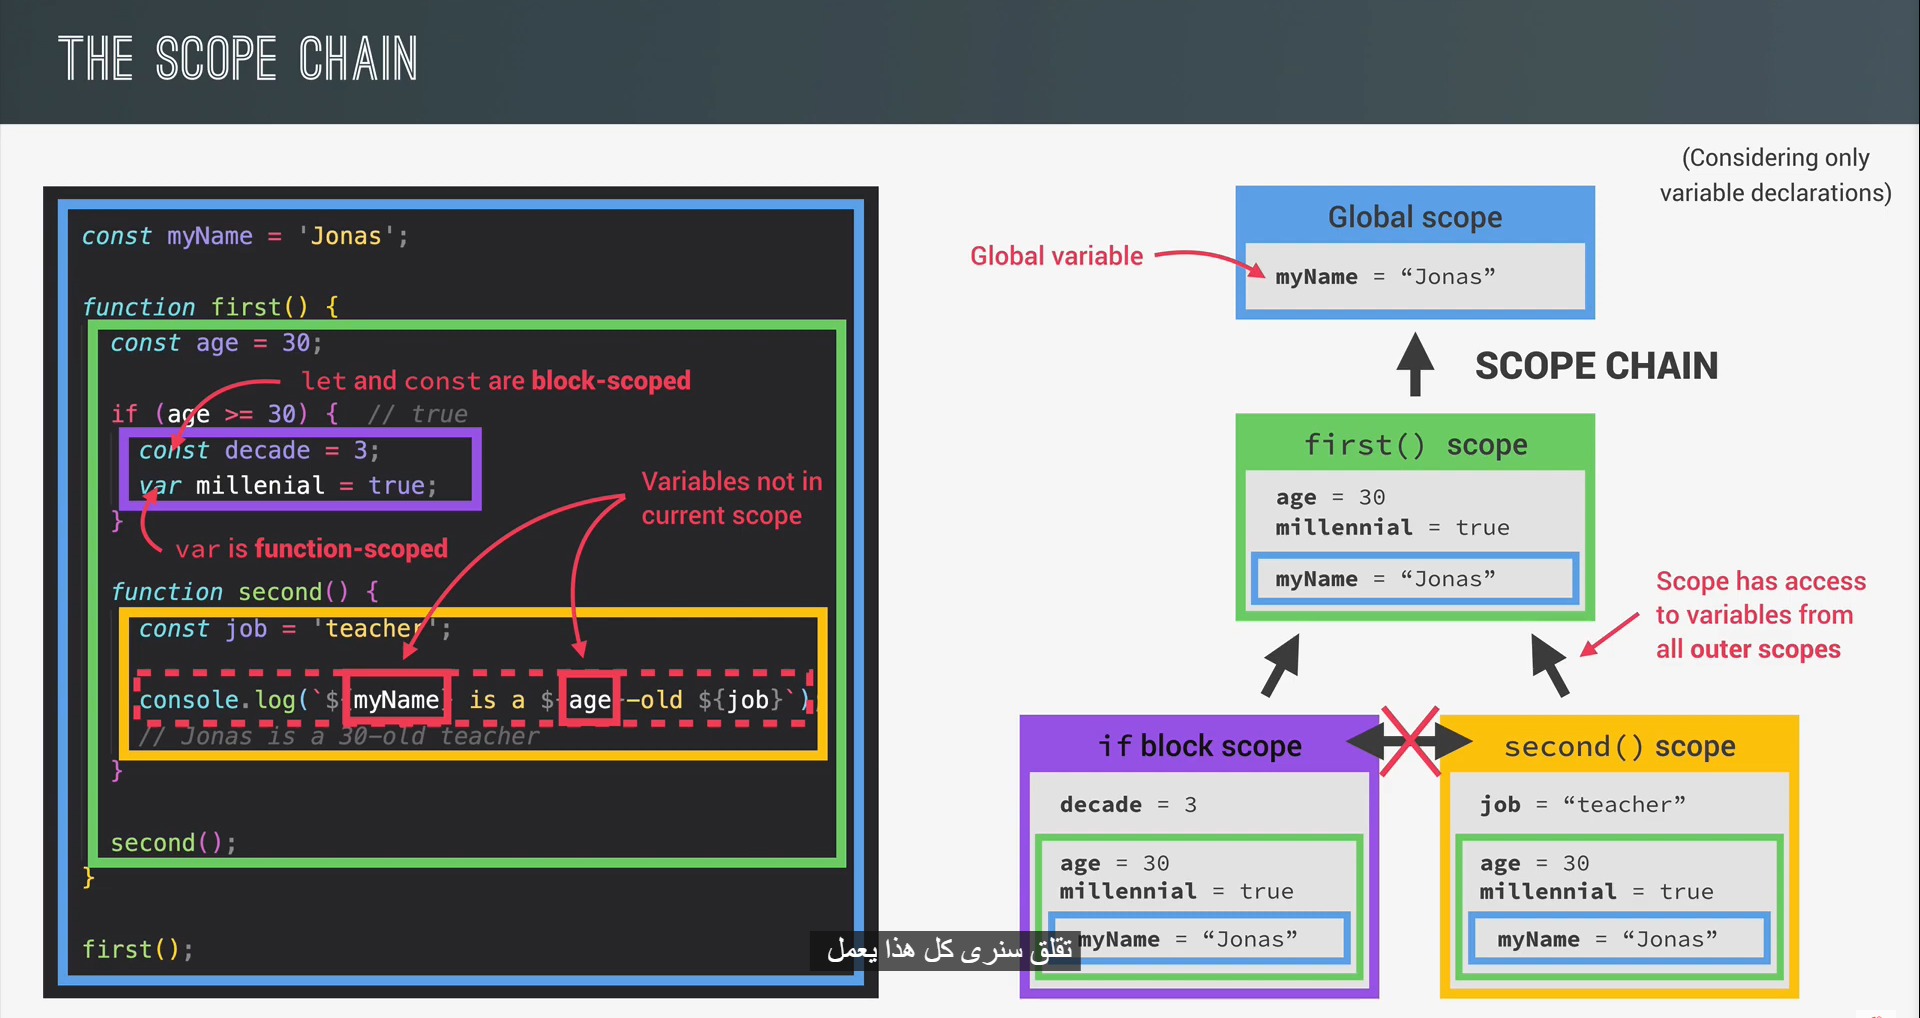 THE SCOPE CHAIN
(Considering only
variable declarations)
const myName = 'Jonas';
function first() {
const age = 30;
let and const are block-scoped
if (age >= 30) { // true
const decade = 3;
var millenial = true;
}
var is function-scoped
Variables not in
current scope
function second() {
const job = 'teacher';
console.log(`${myName} is a ${age}-old ${job}`);
// Jonas is a 30-old teacher
}
second();
}
first();
Global variable
Global scope
myName = “Jonas”
SCOPE CHAIN
first() scope
age = 30
millennial = true
myName = “Jonas”
Scope has access
to variables from
all outer scopes
if block scope
decade = 3
age = 30
millennial = true
myName = “Jonas”
second() scope
job = “teacher”
age = 30
millennial = true
myName = “Jonas”
تقلق سنرى كل هذا يعمل